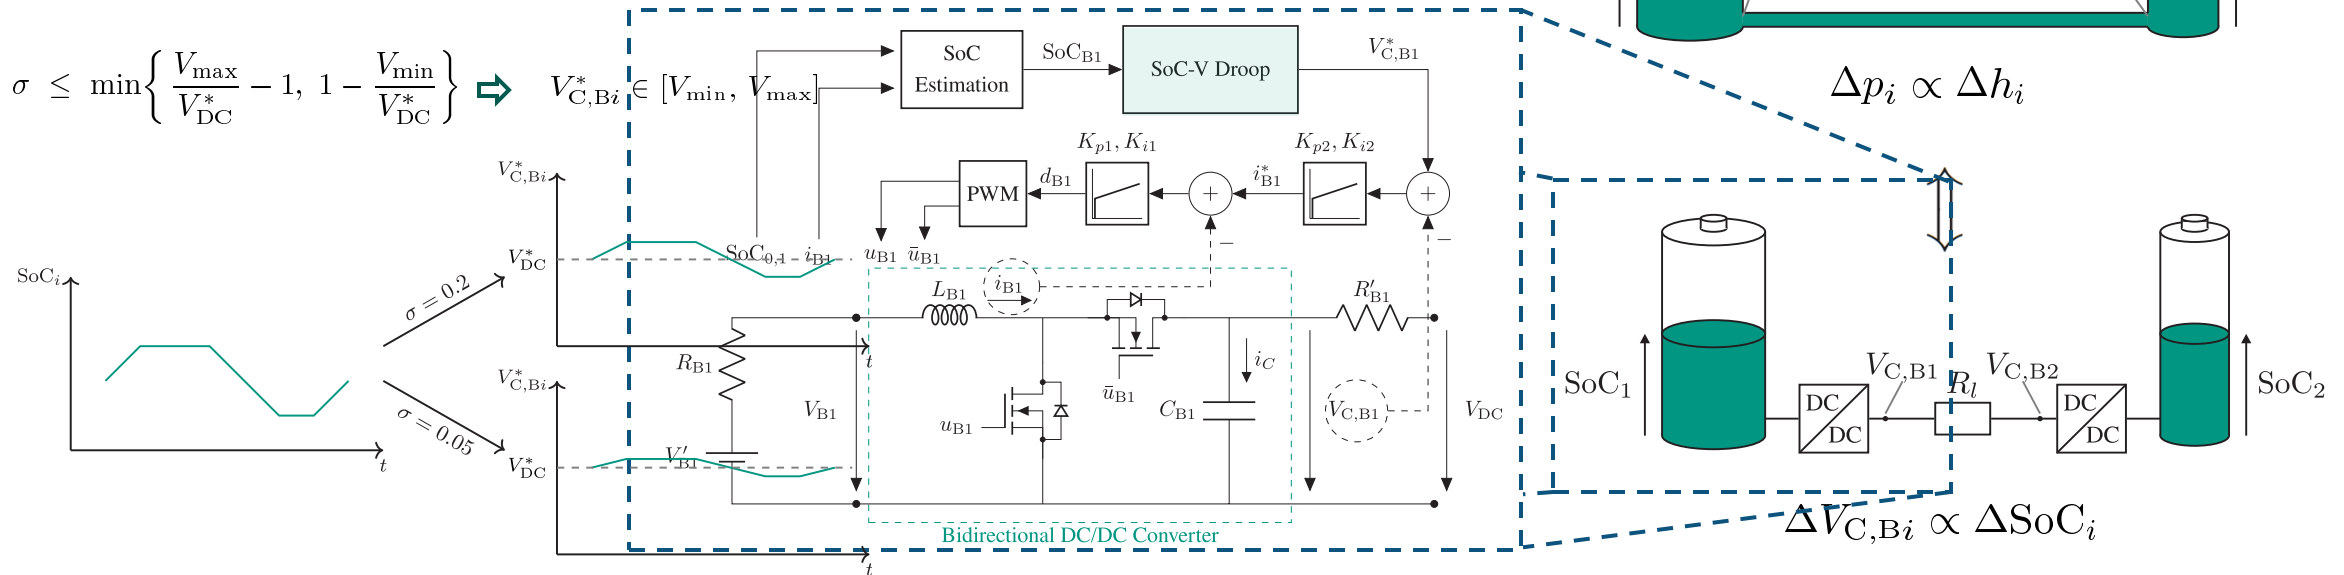 σ ≤ min{ V_max/V*_DC − 1, 1 − V_min/V*_DC }
V*_C,Bi ∈ [V_min, V_max]
SoC
Estimation
SoC_B1
SoC-V Droop
V*_C,B1
Δp_i ∝ Δh_i
K_p1, K_i1
K_p2, K_i2
PWM
d_B1
+
i*_B1
+
−
−
SoC_0,1
i_B1
u_B1
ū_B1
V*_C,Bi
V*_DC
t
SoC_i
t
σ = 0.2
σ = 0.05
V*_C,Bi
V*_DC
t
L_B1
i_B1
R'_B1
R_B1
V'_B1
V_B1
u_B1
ū_B1
i_C
C_B1
V_C,B1
V_DC
Bidirectional DC/DC Converter
SoC_1
DC
DC
V_C,B1
R_l
V_C,B2
DC
DC
SoC_2
ΔV_C,Bi ∝ ΔSoC_i